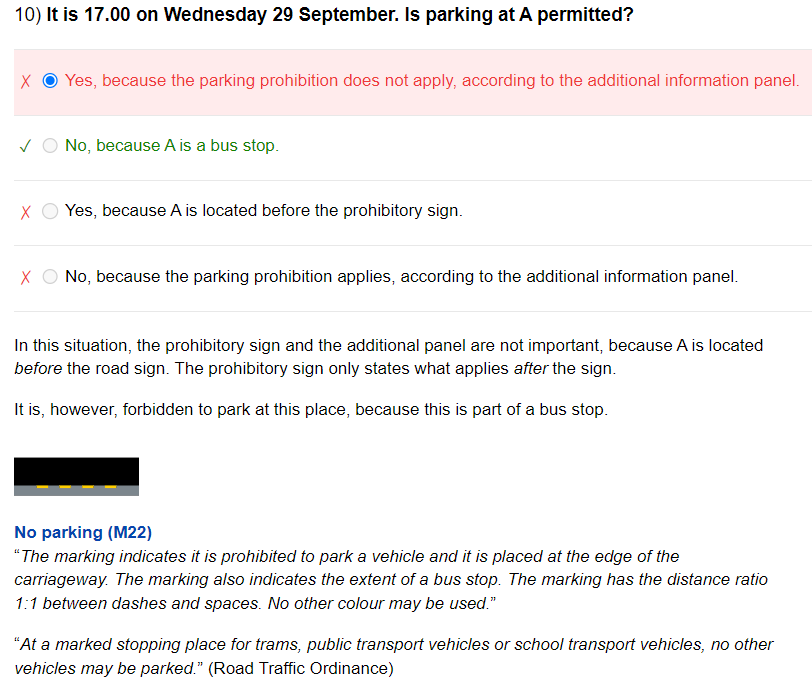 10) It is 17.00 on Wednesday 29 September. Is parking at A permitted?
X Yes, because the parking prohibition does not apply, according to the additional information panel.
✓ No, because A is a bus stop.
X Yes, because A is located before the prohibitory sign.
X No, because the parking prohibition applies, according to the additional information panel.
In this situation, the prohibitory sign and the additional panel are not important, because A is located
before the road sign. The prohibitory sign only states what applies after the sign.
It is, however, forbidden to park at this place, because this is part of a bus stop.
No parking (M22)
“The marking indicates it is prohibited to park a vehicle and it is placed at the edge of the
carriageway. The marking also indicates the extent of a bus stop. The marking has the distance ratio
1:1 between dashes and spaces. No other colour may be used.”
“At a marked stopping place for trams, public transport vehicles or school transport vehicles, no other
vehicles may be parked.” (Road Traffic Ordinance)